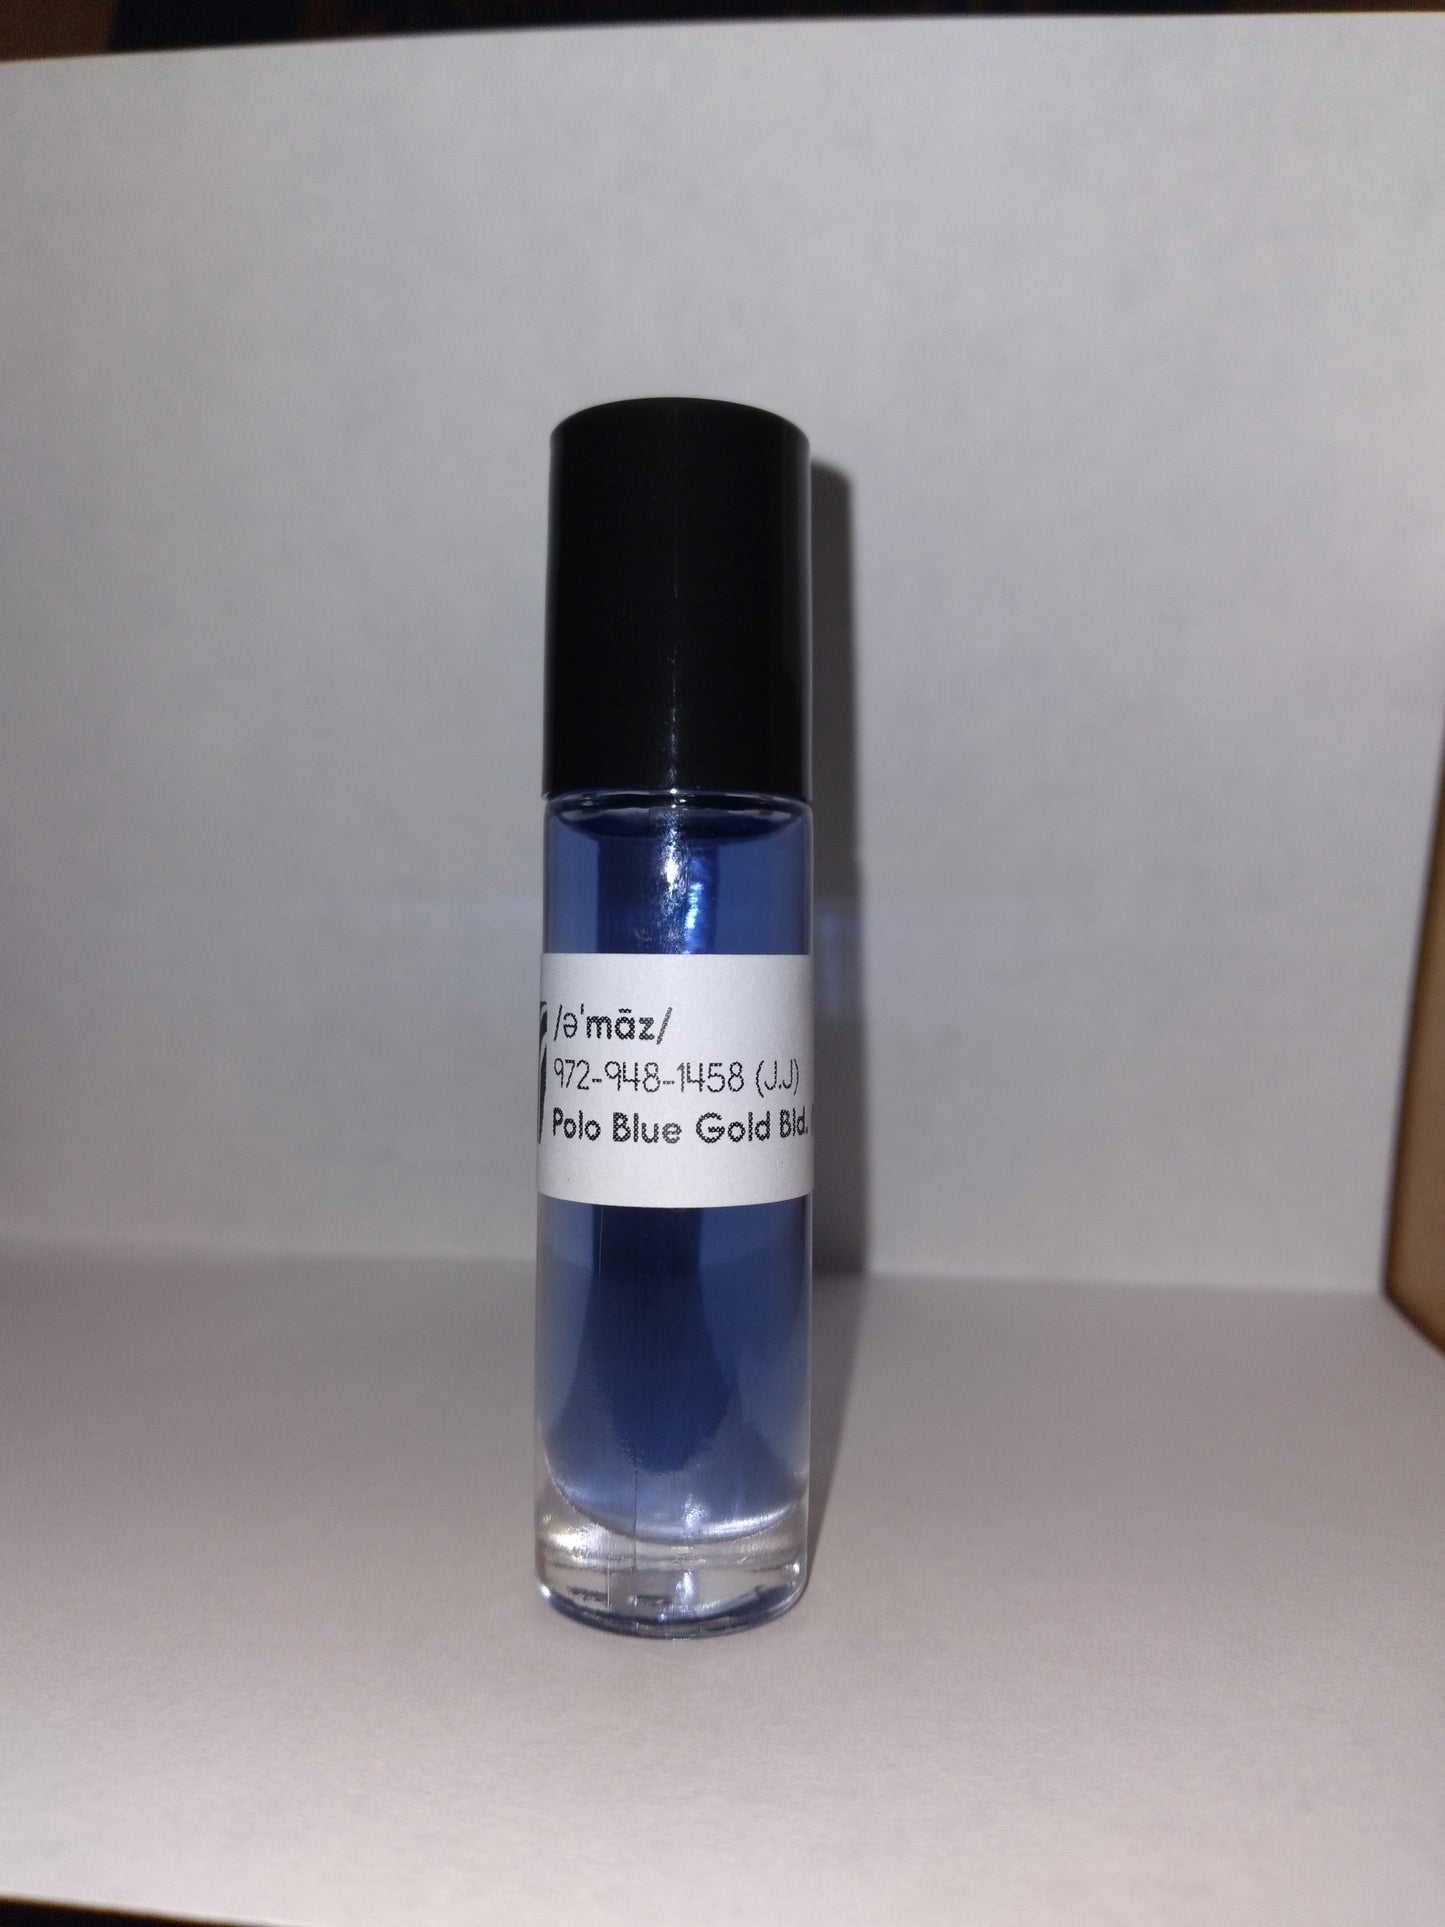 /ə'māz/
972-948-1458 (J.J)
Polo Blue Gold Bld.